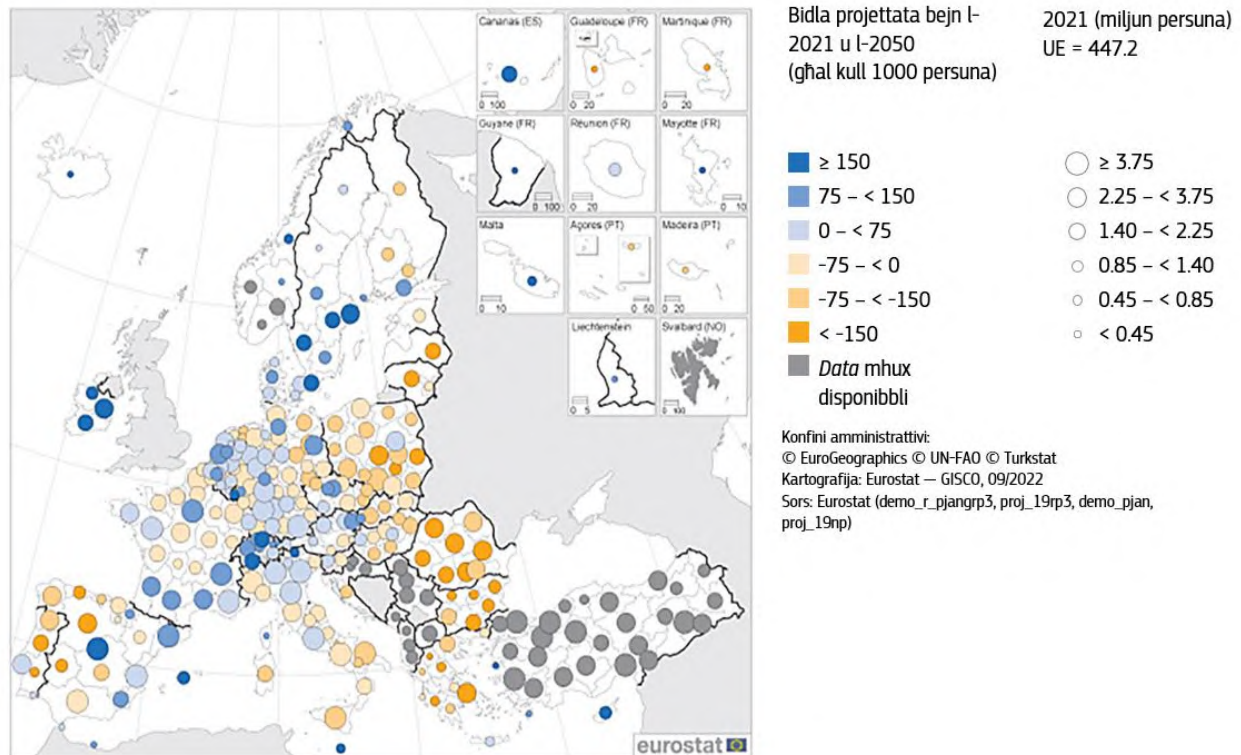 Canarias (ES)
0 100
Guadeloupe (FR)
0 20
Martinique (FR)
0 20
Guyane (FR)
0 100
Réunion (FR)
0 20
Mayotte (FR)
0 10
Malta
0 10
Açores (PT)
0 50
Madeira (PT)
0 20
Liechtenstein
0 5
Svalbard (NO)
0 100
eurostat
Bidla projettata bejn l-
2021 u l-2050
(għal kull 1000 persuna)
≥ 150
75 – < 150
0 – < 75
-75 – < 0
-75 – < -150
< -150
Data mhux
disponibbli
2021 (miljun persuna)
UE = 447.2
≥ 3.75
2.25 – < 3.75
1.40 – < 2.25
0.85 – < 1.40
0.45 – < 0.85
< 0.45
Konfini amministrattivi:
© EuroGeographics © UN-FAO © Turkstat
Kartografija: Eurostat — GISCO, 09/2022
Sors: Eurostat (demo_r_pjangrp3, proj_19rp3, demo_pjan,
proj_19np)